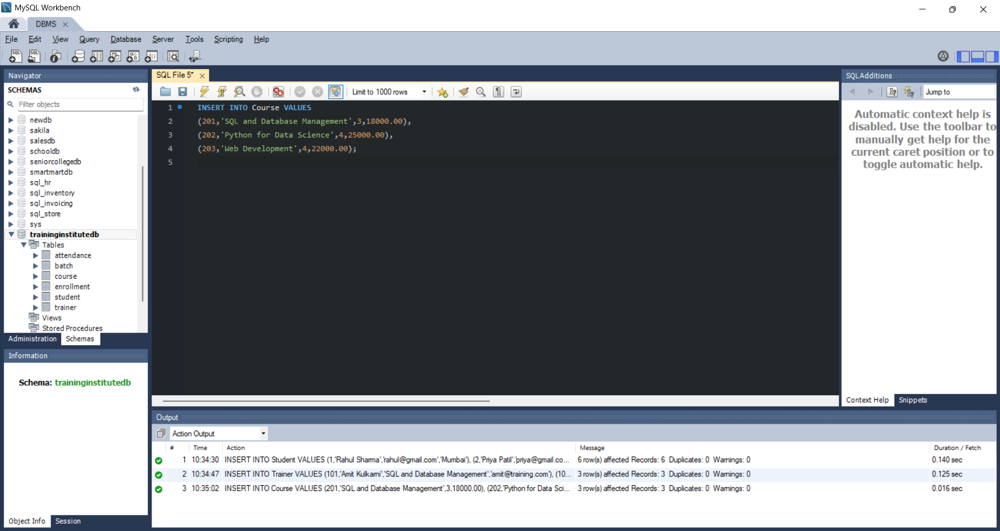 MySQL Workbench
DBMS
File Edit View Query Database Server Tools Scripting Help
Navigator
SCHEMAS
Filter objects
newdb
sakila
salesdb
schooldb
seniorcollegedb
smartmartdb
sql_hr
sql_inventory
sql_invoicing
sql_store
sys
traininginstitutedb
Tables
attendance
batch
course
enrollment
student
trainer
Views
Stored Procedures
Administration Schemas
Information
Schema: traininginstitutedb
Object Info Session
SQL File 5*
Limit to 1000 rows
1 INSERT INTO Course VALUES
2 (201,'SQL and Database Management',3,18000.00),
3 (202,'Python for Data Science',4,25000.00),
4 (203,'Web Development',4,22000.00);
5
SQLAdditions
Jump to
Automatic context help is
disabled. Use the toolbar to
manually get help for the
current caret position or to
toggle automatic help.
Context Help Snippets
Output
Action Output
# Time Action Message Duration / Fetch
1 10:34:30 INSERT INTO Student VALUES (1,'Rahul Sharma','rahul@gmail.com','Mumbai'), (2,'Priya Patil','priya@gmail.co... 6 row(s) affected Records: 6 Duplicates: 0 Warnings: 0 0.140 sec
2 10:34:47 INSERT INTO Trainer VALUES (101,'Amit Kulkarni','SQL and Database Management','amit@training.com'), (10... 3 row(s) affected Records: 3 Duplicates: 0 Warnings: 0 0.125 sec
3 10:35:02 INSERT INTO Course VALUES (201,'SQL and Database Management',3,18000.00), (202,'Python for Data Sci... 3 row(s) affected Records: 3 Duplicates: 0 Warnings: 0 0.016 sec